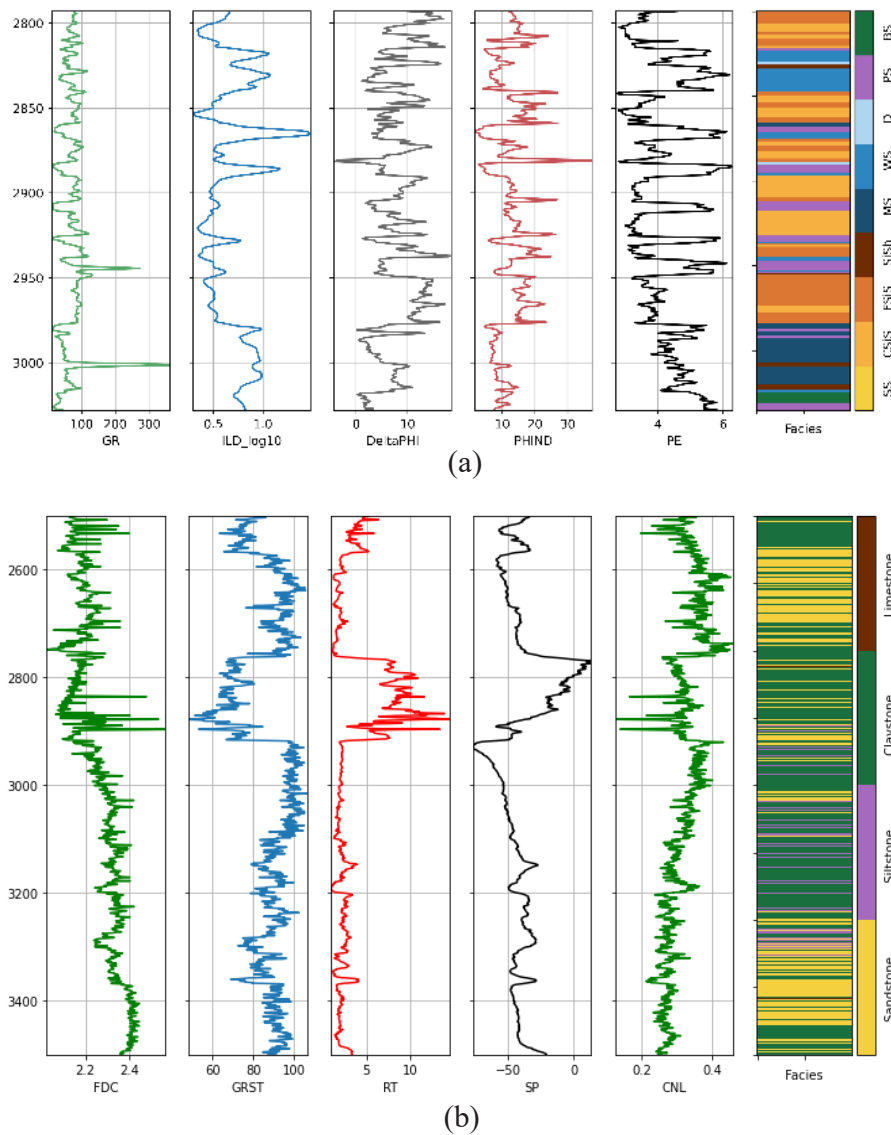 2800
2850
2900
2950
3000
100 200 300
GR
0.5 1.0
ILD_log10
0 10
DeltaPHI
10 20 30
PHIND
4 6
PE
Facies
BS
PS
D
WS
MS
SiSh
FSiS
CSiS
SS
(a)
2600
2800
3000
3200
3400
2.2 2.4
FDC
60 80 100
GRST
5 10
RT
−50 0
SP
0.2 0.4
CNL
Facies
Limestone
Claystone
Siltstone
Sandstone
(b)